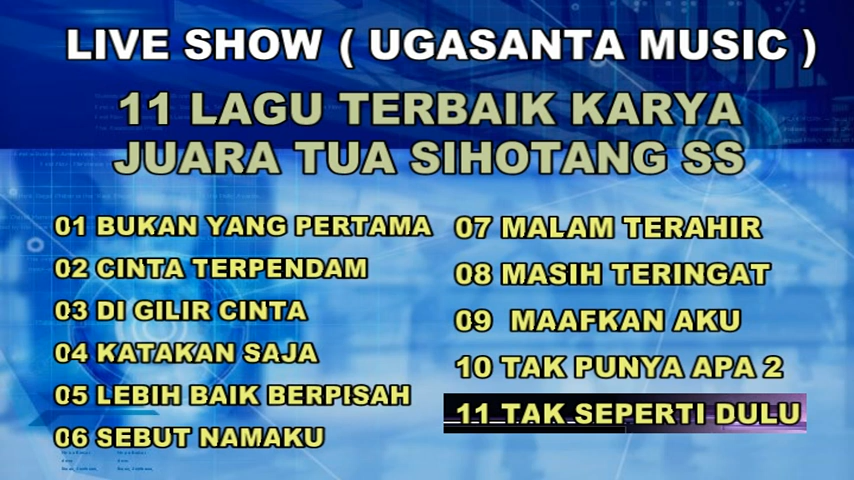 LIVE SHOW ( UGASANTA MUSIC )
11 LAGU TERBAIK KARYA
JUARA TUA SIHOTANG SS
01 BUKAN YANG PERTAMA
02 CINTA TERPENDAM
03 DI GILIR CINTA
04 KATAKAN SAJA
05 LEBIH BAIK BERPISAH
06 SEBUT NAMAKU
07 MALAM TERAHIR
08 MASIH TERINGAT
09 MAAFKAN AKU
10 TAK PUNYA APA 2
11 TAK SEPERTI DULU